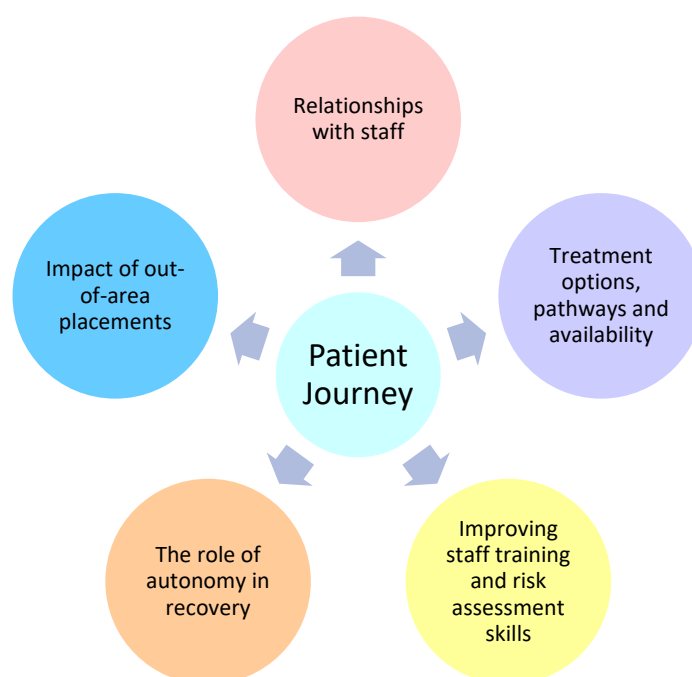 Relationships
with staff
Impact of out-
of-area
placements
Treatment
options,
pathways and
availability
Patient
Journey
The role of
autonomy in
recovery
Improving
staff training
and risk
assessment
skills